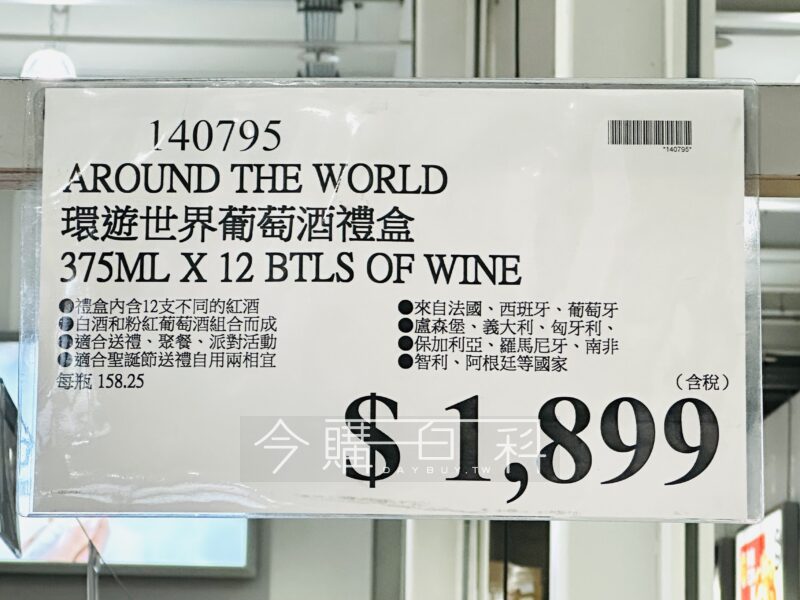 140795
*140795*
AROUND THE WORLD
環遊世界葡萄酒禮盒
375ML X 12 BTLS OF WINE
●禮盒內含12支不同的紅酒
●白酒和粉紅葡萄酒組合而成
●適合送禮、聚餐、派對活動
●適合聖誕節送禮自用兩相宜
每瓶 158.25
●來自法國、西班牙、葡萄牙
●盧森堡、義大利、匈牙利、
●保加利亞、羅馬尼牙、南非
●智利、阿根廷等國家
（含稅）
$ 1,899
今購百科
DAYBUY.TW